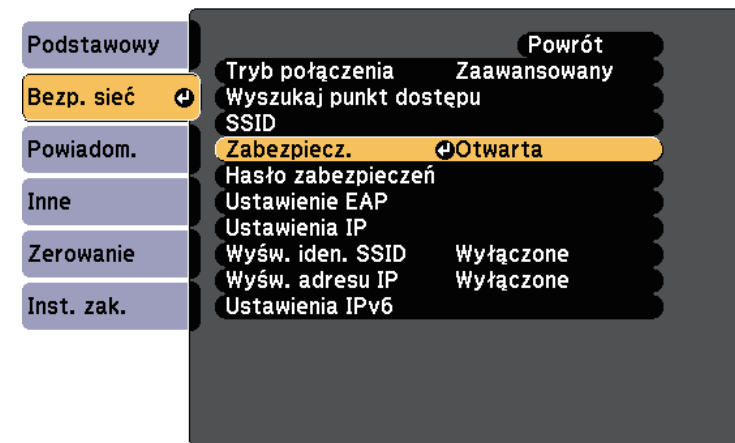 Podstawowy
Bezp. sieć
Powiadom.
Inne
Zerowanie
Inst. zak.
Powrót
Tryb połączenia Zaawansowany
Wyszukaj punkt dostępu
SSID
Zabezpiecz. Otwarta
Hasło zabezpieczeń
Ustawienie EAP
Ustawienia IP
Wyśw. iden. SSID Wyłączone
Wyśw. adresu IP Wyłączone
Ustawienia IPv6